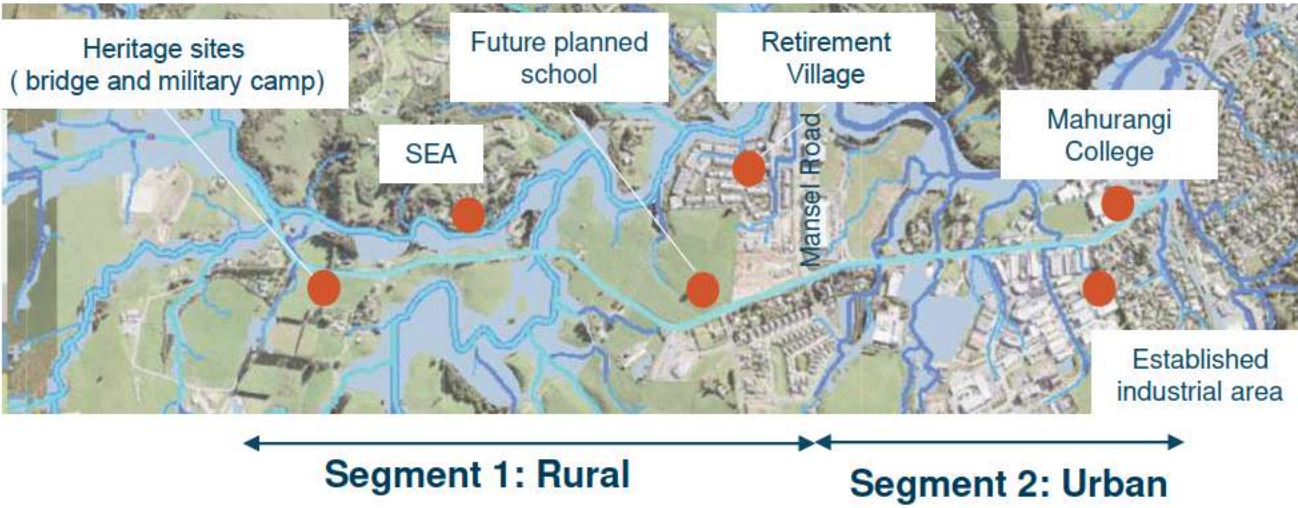 Heritage sites
( bridge and military camp)
Future planned
school
Retirement
Village
SEA
Mansel Road
Mahurangi
College
Established
industrial area
Segment 1: Rural
Segment 2: Urban